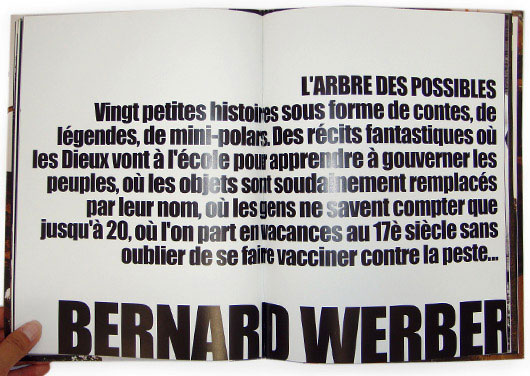 L'ARBRE DES POSSIBLES
Vingt petites histoires sous forme de contes, de
légendes, de mini-polars. Des récits fantastiques où
les Dieux vont à l'école pour apprendre à gouverner les
peuples, où les objets sont soudainement remplacés
par leur nom, où les gens ne savent compter que
jusqu'à 20, où l'on part en vacances au 17è siècle sans
oublier de se faire vacciner contre la peste...
BERNARD WERBER